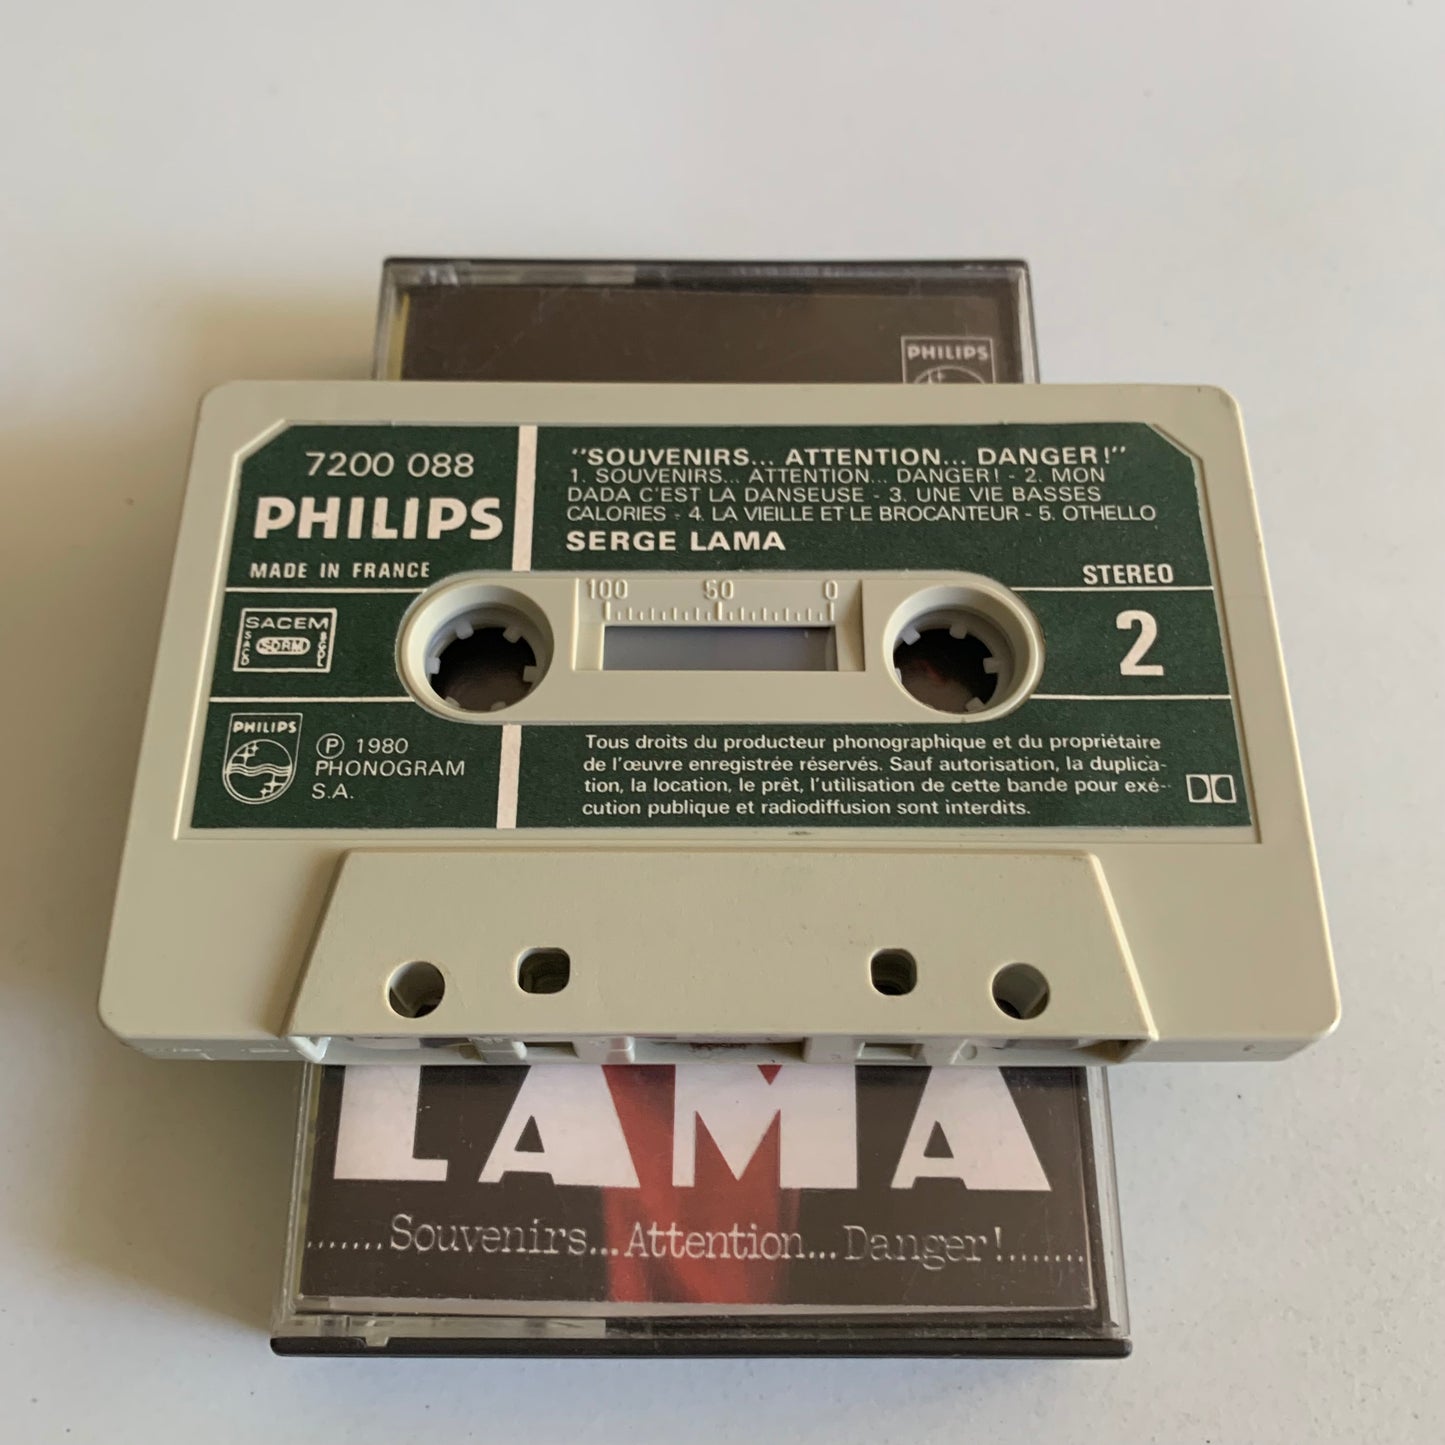 PHILIPS
7200 088
PHILIPS
MADE IN FRANCE
"SOUVENIRS... ATTENTION... DANGER!"
1. SOUVENIRS... ATTENTION... DANGER! - 2. MON
DADA C'EST LA DANSEUSE - 3. UNE VIE BASSES
CALORIES - 4. LA VIEILLE ET LE BROCANTEUR - 5. OTHELLO
SERGE LAMA
STEREO
100 50 0
SACEM
SACD
SDRM
SGDL
2
PHILIPS
Ⓟ 1980
PHONOGRAM
S.A.
Tous droits du producteur phonographique et du propriétaire
de l'œuvre enregistrée réservés. Sauf autorisation, la duplica-
tion, la location, le prêt, l'utilisation de cette bande pour exé-
cution publique et radiodiffusion sont interdits.
LAMA
.......Souvenirs...Attention...Danger!.......